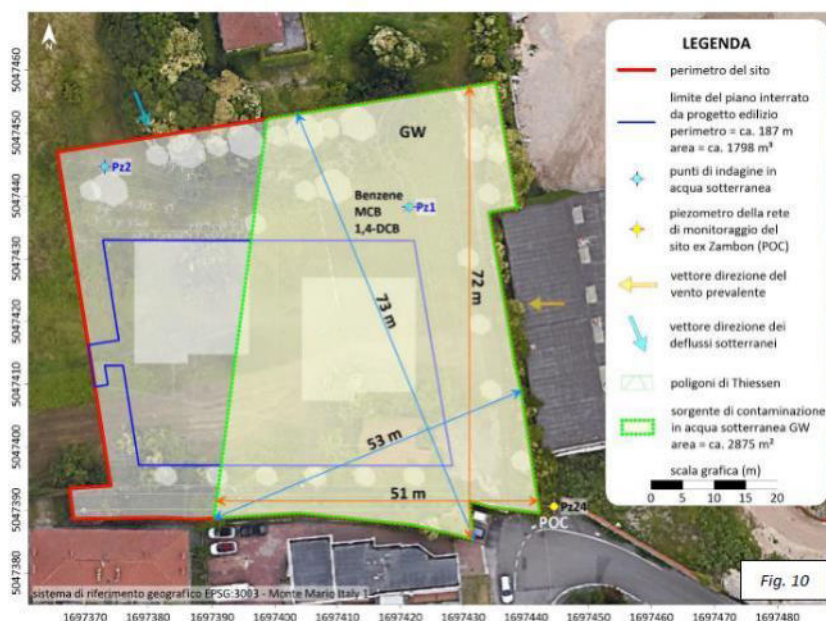 N
GW
Pz2
Benzene
MCB
1,4-DCB
Pz1
72 m
73 m
53 m
51 m
Pz24
POC
5047460
5047450
5047440
5047430
5047420
5047410
5047400
5047390
5047380
sistema di riferimento geografico EPSG:3003 - Monte Mario Italy 1
1697370 1697380 1697390 1697400 1697410 1697420 1697430 1697440 1697450 1697460 1697470 1697480
LEGENDA
perimetro del sito
limite del piano interrato
da progetto edilizio
perimetro = ca. 187 m
area = ca. 1798 m²
punti di indagine in
acqua sotterranea
piezometro della rete
di monitoraggio del
sito ex Zambon (POC)
vettore direzione del
vento prevalente
vettore direzione dei
deflussi sotterranei
poligoni di Thiessen
sorgente di contaminazione
in acqua sotterranea GW
area = ca. 2875 m²
scala grafica (m)
0 5 10 15 20
Fig. 10